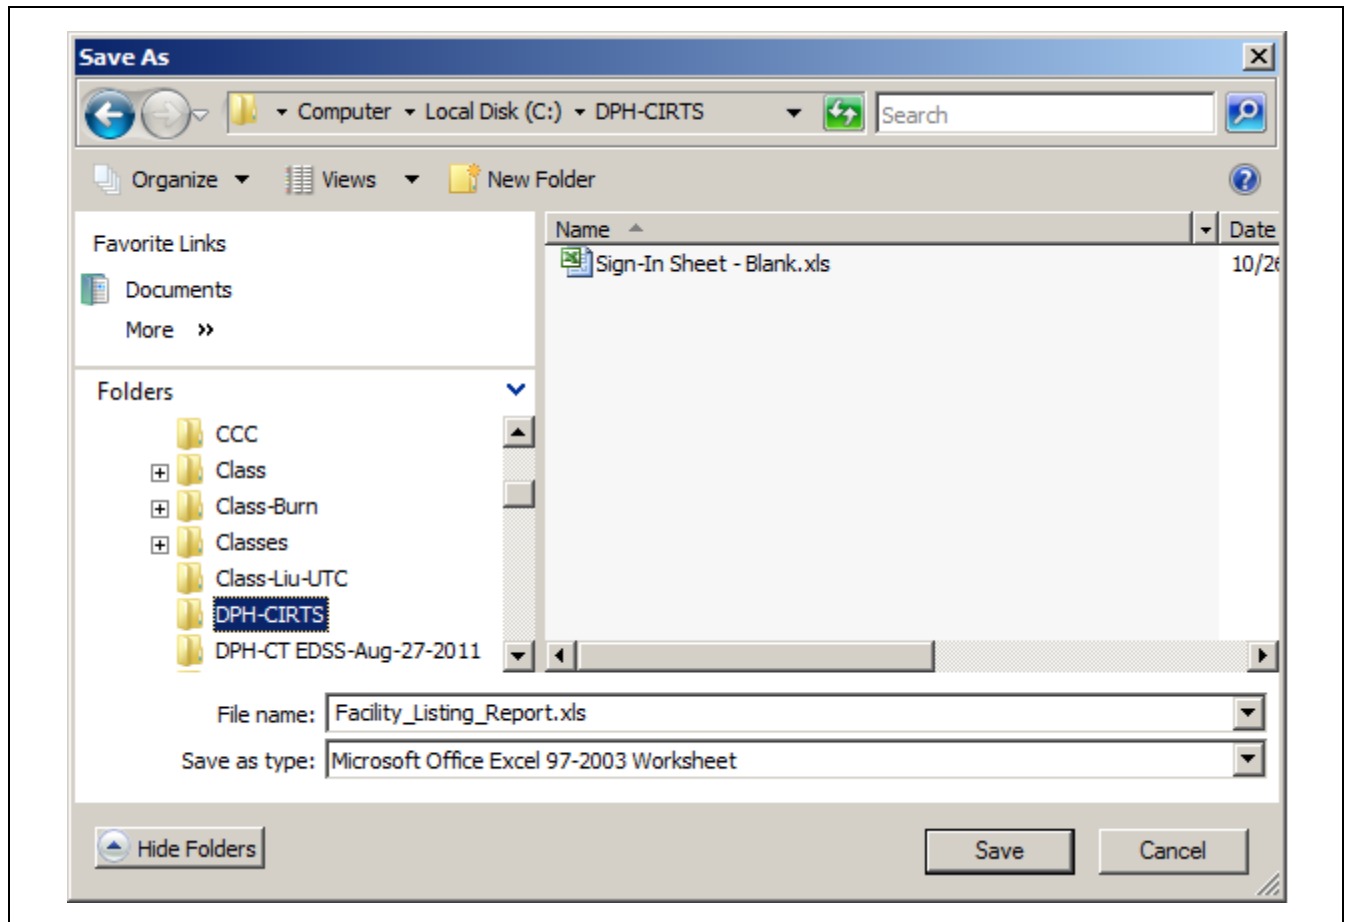 Save As
Computer Local Disk (C:) DPH-CIRTS Search
Organize Views New Folder
Favorite Links
Documents
More »
Folders
CCC
Class
Class-Burn
Classes
Class-Liu-UTC
DPH-CIRTS
DPH-CT EDSS-Aug-27-2011
Name Date
Sign-In Sheet - Blank.xls 10/26
File name: Facility_Listing_Report.xls
Save as type: Microsoft Office Excel 97-2003 Worksheet
Hide Folders Save Cancel